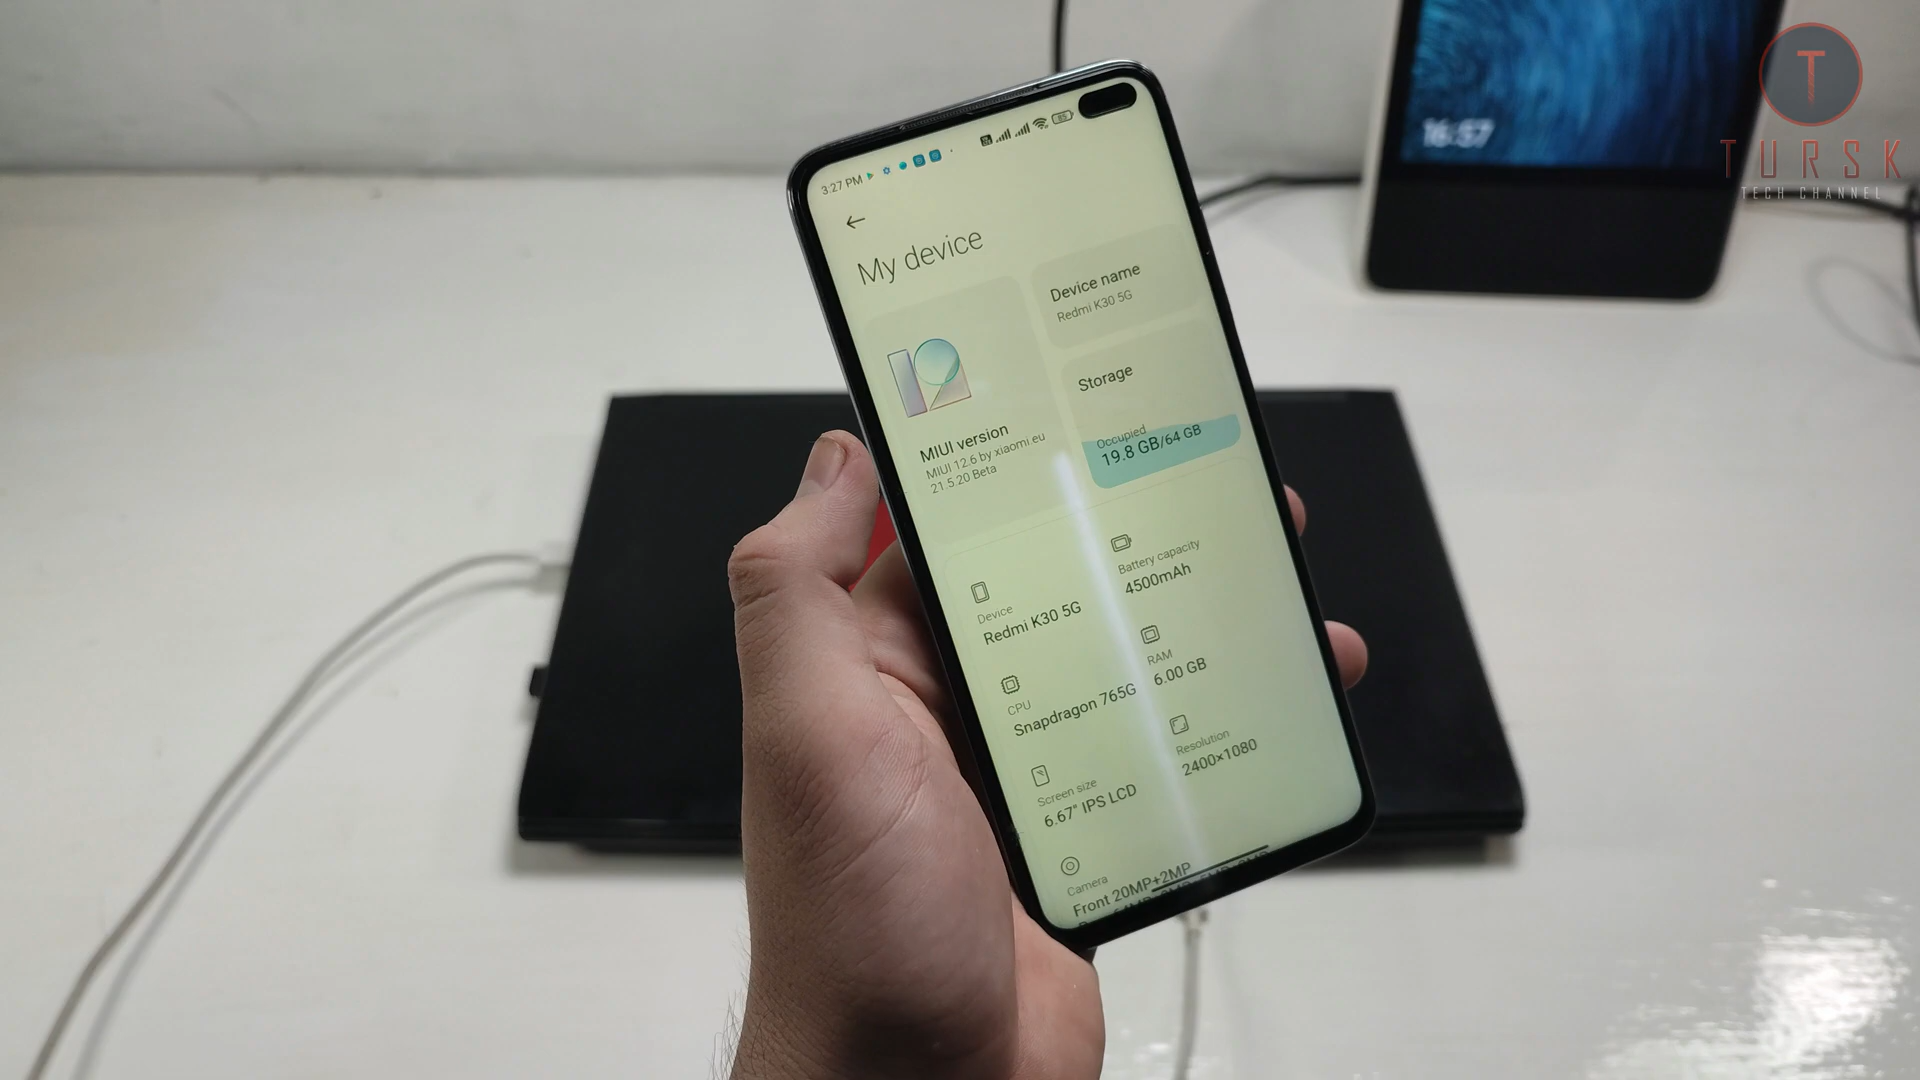 3:27 PM
85
My device
Device name
Redmi K30 5G
MIUI version
MIUI 12.6 by xiaomi.eu
21.5.20 Beta
Storage
Occupied
19.8 GB/64 GB
Device
Redmi K30 5G
Battery capacity
4500mAh
CPU
Snapdragon 765G
RAM
6.00 GB
Screen size
6.67" IPS LCD
Resolution
2400×1080
Camera
Front 20MP+2MP
16:57
T
TURSK
TECH CHANNEL